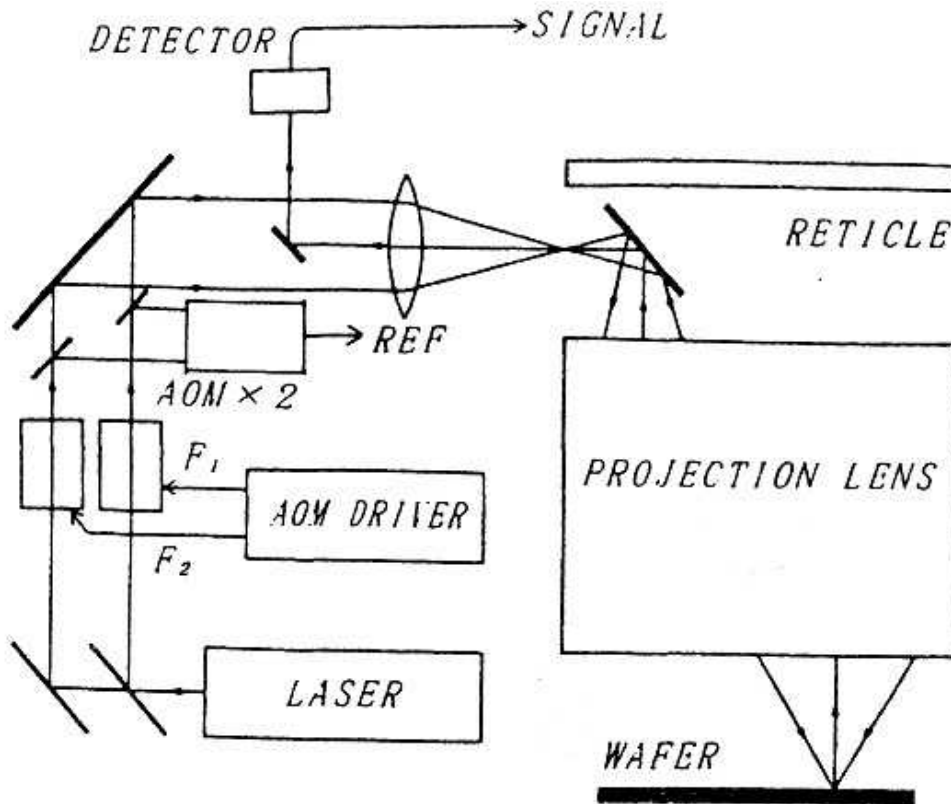 DETECTOR
SIGNAL
RETICLE
REF
AOM × 2
F₁
PROJECTION LENS
AOM DRIVER
F₂
LASER
WAFER